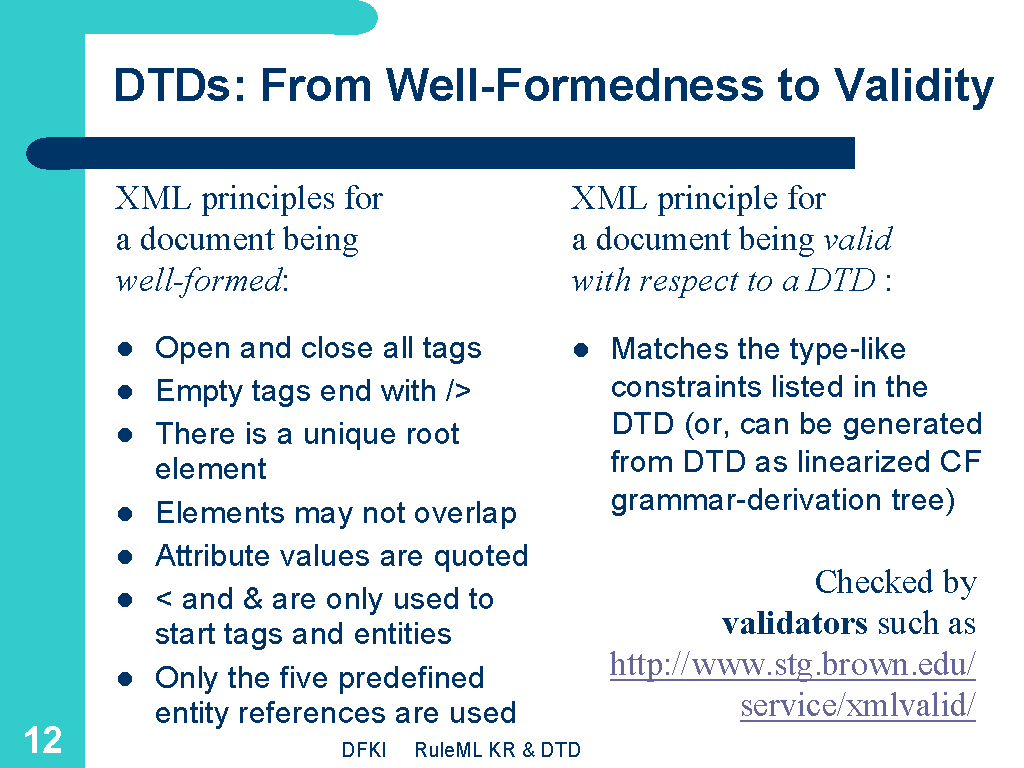 DTDs: From Well-Formedness to Validity
XML principles for
a document being
well-formed:
● Open and close all tags
● Empty tags end with />
● There is a unique root
element
● Elements may not overlap
● Attribute values are quoted
● < and & are only used to
start tags and entities
● Only the five predefined
entity references are used
XML principle for
a document being valid
with respect to a DTD :
● Matches the type-like
constraints listed in the
DTD (or, can be generated
from DTD as linearized CF
grammar-derivation tree)
Checked by
validators such as
http://www.stg.brown.edu/
service/xmlvalid/
12
DFKI RuleML KR & DTD